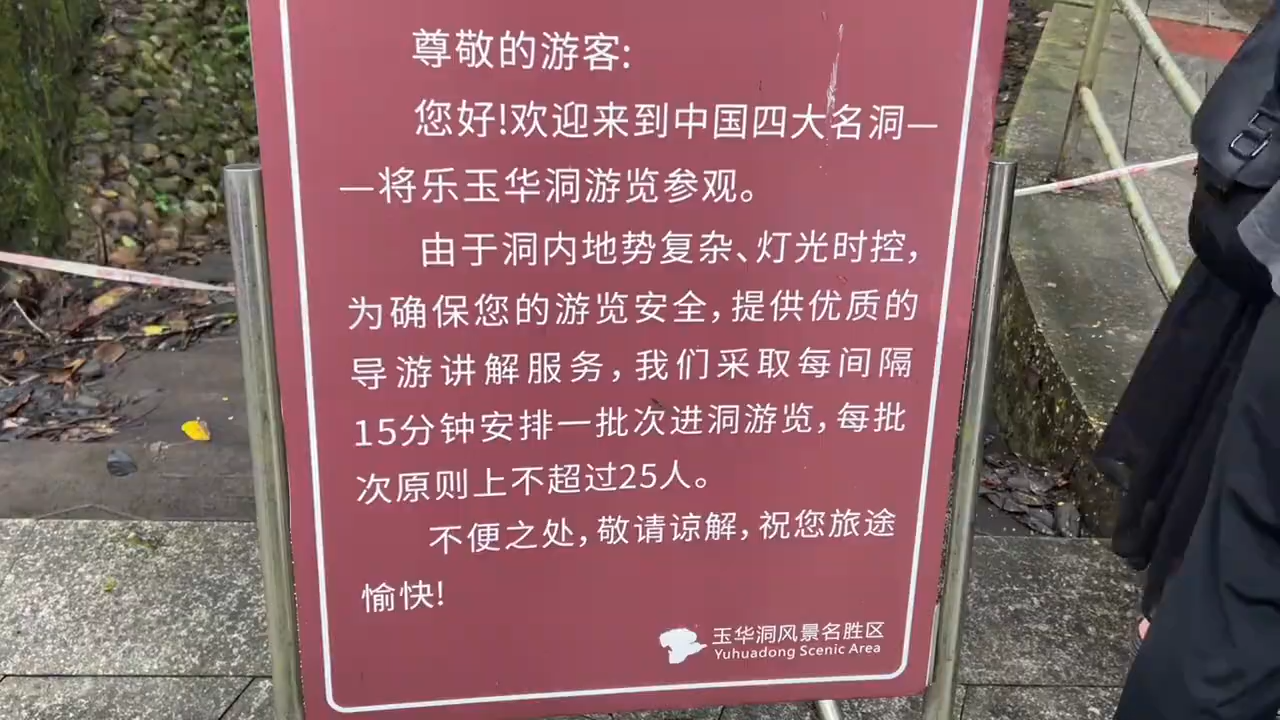 尊敬的游客:
您好!欢迎来到中国四大名洞—
—将乐玉华洞游览参观。
由于洞内地势复杂、灯光时控,
为确保您的游览安全,提供优质的
导游讲解服务,我们采取每间隔
15分钟安排一批次进洞游览,每批
次原则上不超过25人。
不便之处,敬请谅解,祝您旅途
愉快!
玉华洞风景名胜区
Yuhuadong Scenic Area